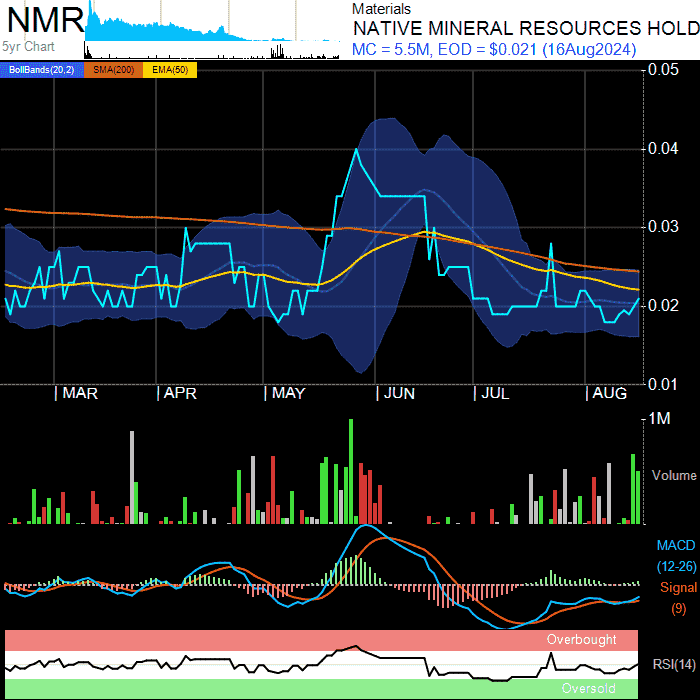 NMR
5yr Chart
Materials
NATIVE MINERAL RESOURCES HOLD
MC = 5.5M, EOD = $0.021 (16Aug2024)
BollBands(20,2) SMA(200) EMA(50)
0.05
0.04
0.03
0.02
0.01
MAR APR MAY JUN JUL AUG
1M
Volume
MACD
(12-26)
Signal
(9)
Overbought
RSI(14)
Oversold